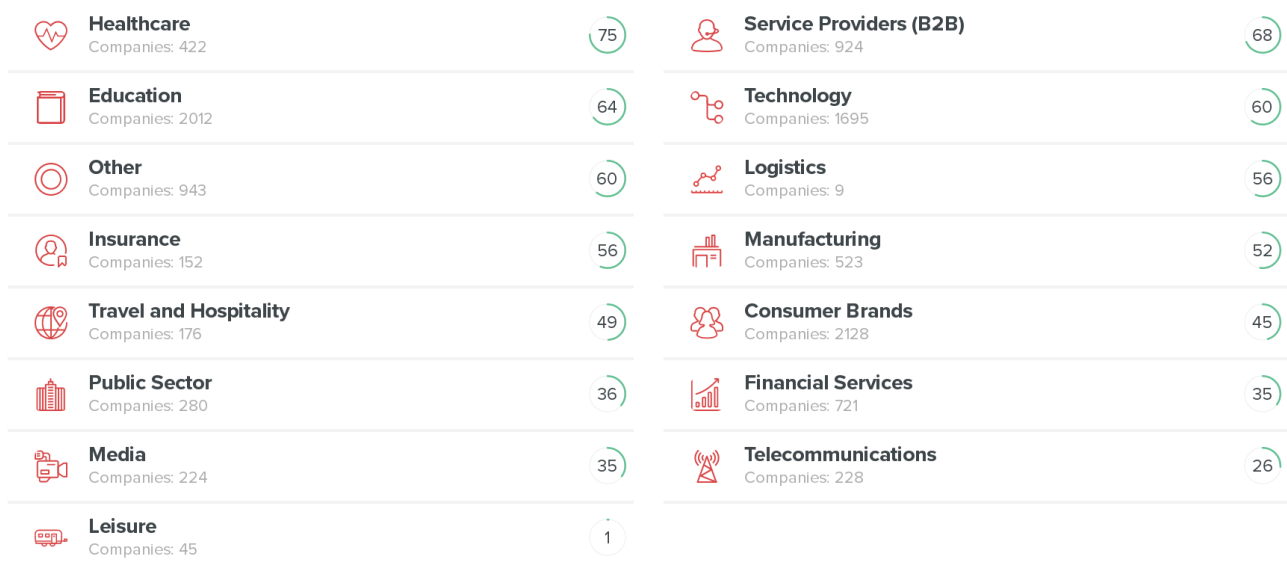 Healthcare
Companies: 422
75
Service Providers (B2B)
Companies: 924
68
Education
Companies: 2012
64
Technology
Companies: 1695
60
Other
Companies: 943
60
Logistics
Companies: 9
56
Insurance
Companies: 152
56
Manufacturing
Companies: 523
52
Travel and Hospitality
Companies: 176
49
Consumer Brands
Companies: 2128
45
Public Sector
Companies: 280
36
Financial Services
Companies: 721
35
Media
Companies: 224
35
Telecommunications
Companies: 228
26
Leisure
Companies: 45
1